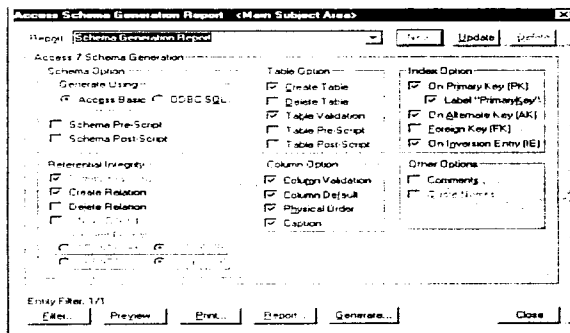 Access Schema Generation Report <Main Subject Area>
Report: Schema Generation Report New Update Delete
Access 7 Schema Generation
Schema Option
Generate Using
Access Basic ODBC SQL
Schema Pre-Script
Schema Post-Script
Referential Integrity
Create Relation
Delete Relation
Table Option
Create Table
Delete Table
Table Validation
Table Pre-Script
Table Post-Script
Column Option
Column Validation
Column Default
Physical Order
Caption
Index Option
On Primary Key (PK)
Label "PrimaryKey"
On Alternate Key (AK)
Foreign Key (FK)
On Inversion Entry (IE)
Other Options
Comments
Quote Names
Entity Filter: 1/1
Filter... Preview Print... Report... Generate... Close